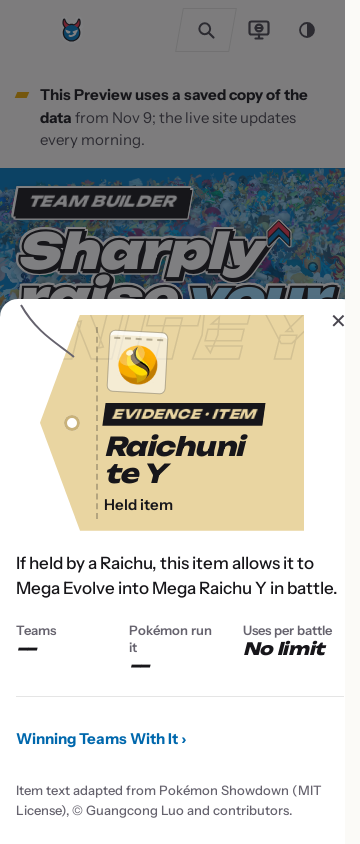 This Preview uses a saved copy of the
data from Nov 9; the live site updates
every morning.
TEAM BUILDER
Sharply
raise your
EVIDENCE · ITEM
Raichuni
te Y
Held item
If held by a Raichu, this item allows it to
Mega Evolve into Mega Raichu Y in battle.
Teams
—
Pokémon run
it
—
Uses per battle
No limit
Winning Teams With It ›
Item text adapted from Pokémon Showdown (MIT
License), © Guangcong Luo and contributors.